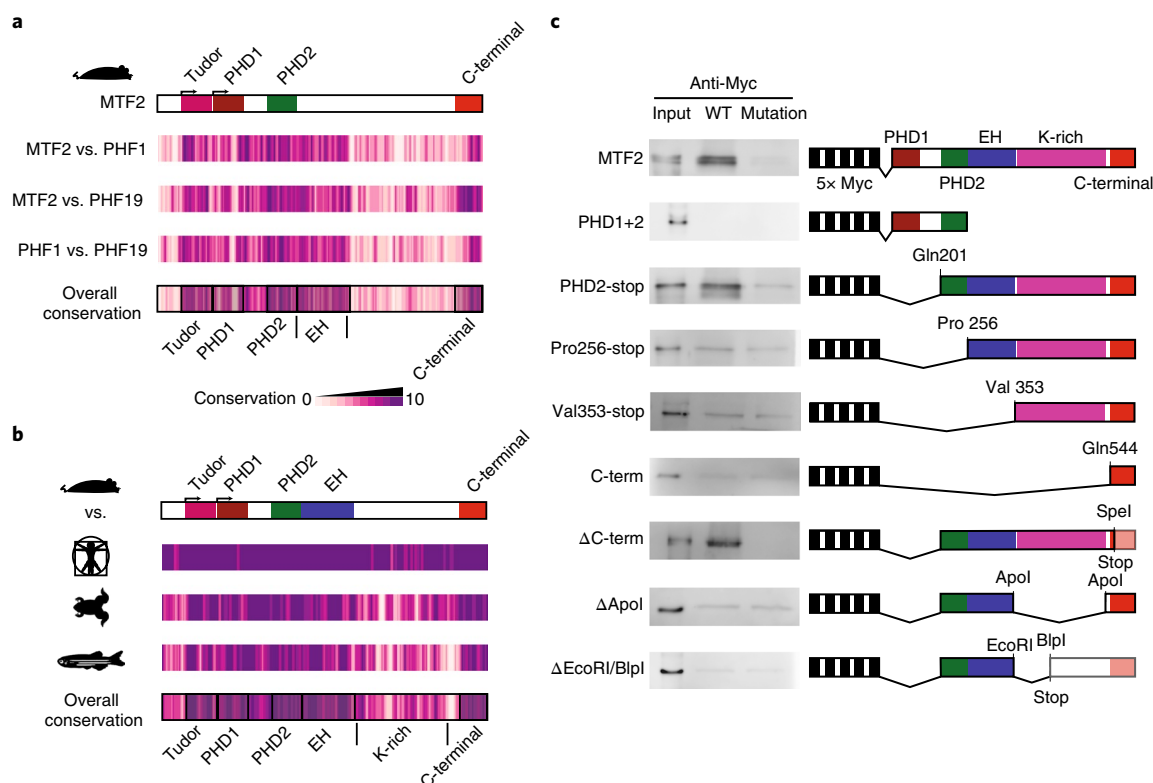 a
Tudor PHD1 PHD2 C-terminal
MTF2
MTF2 vs. PHF1
MTF2 vs. PHF19
PHF1 vs. PHF19
Overall conservation
Tudor PHD1 PHD2 EH C-terminal
Conservation 0 10
b
Tudor PHD1 PHD2 EH C-terminal
vs.
Overall conservation
Tudor PHD1 PHD2 EH K-rich C-terminal
c
Anti-Myc
Input WT Mutation
MTF2
PHD1 EH K-rich
5× Myc PHD2 C-terminal
PHD1+2
PHD2-stop
Gln201
Pro256-stop
Pro 256
Val353-stop
Val 353
C-term
Gln544
ΔC-term
SpeI
Stop
ΔApoI
ApoI ApoI
ΔEcoRI/BlpI
EcoRI BlpI
Stop